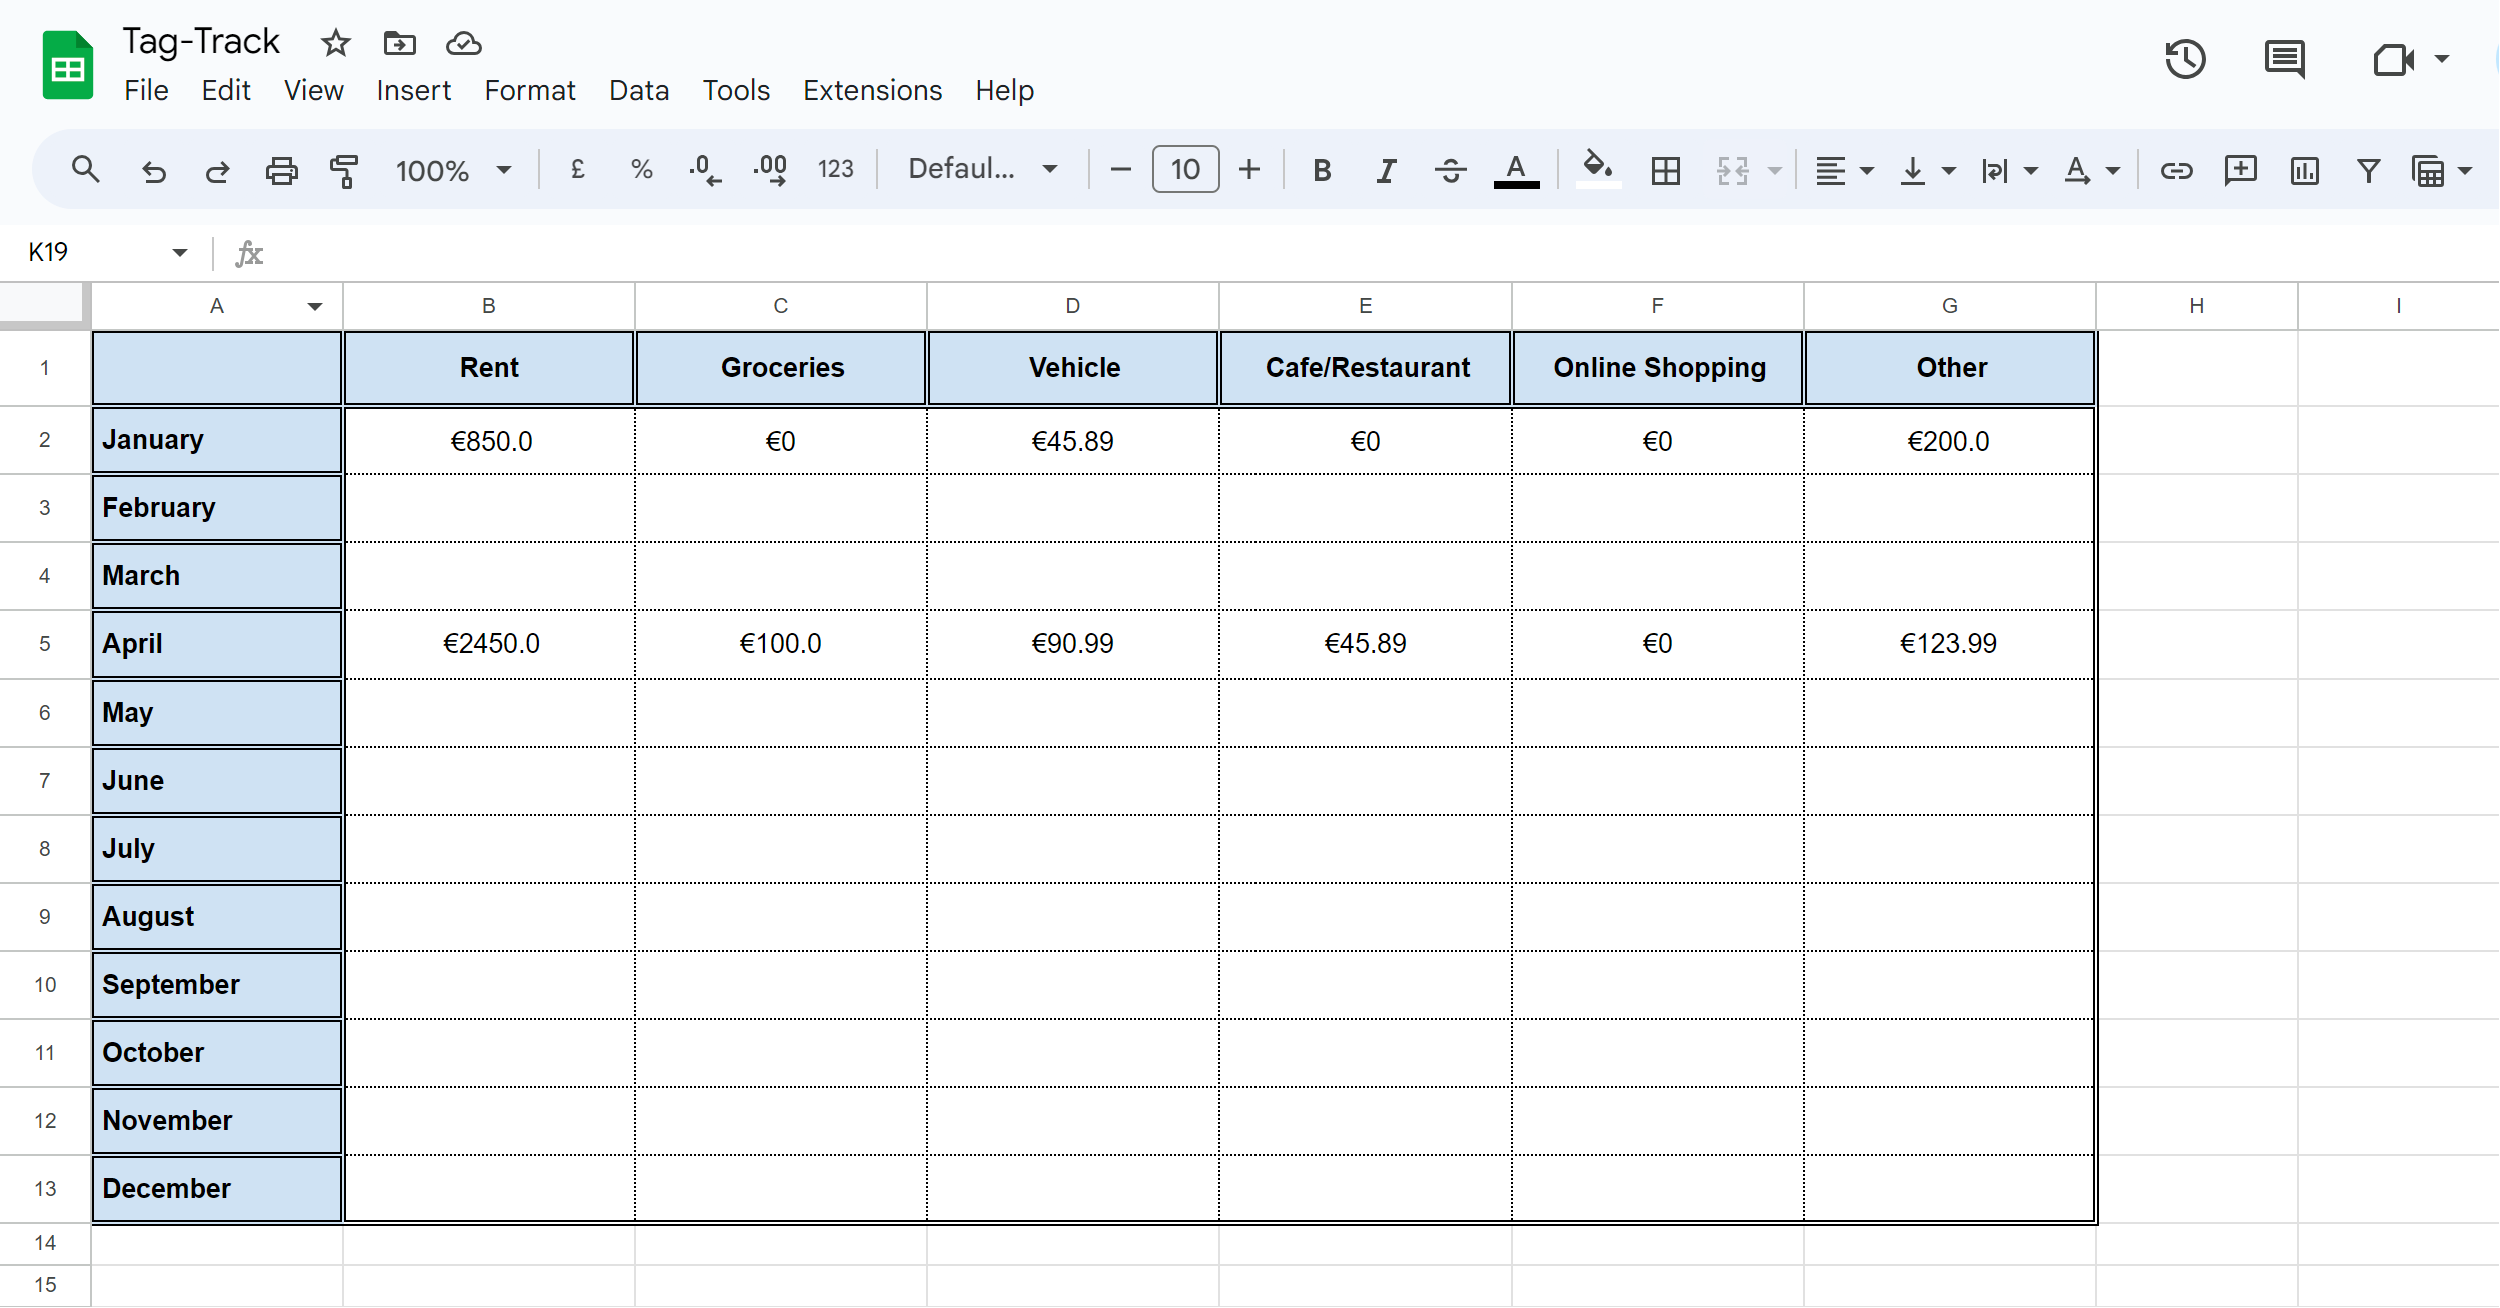 Tag-Track
File Edit View Insert Format Data Tools Extensions Help
100% £ % .0 .00 123 Defaul... 10 B I S A A
K19 fx
A B C D E F G H I
1 Rent Groceries Vehicle Cafe/Restaurant Online Shopping Other
2 January €850.0 €0 €45.89 €0 €0 €200.0
3 February
4 March
5 April €2450.0 €100.0 €90.99 €45.89 €0 €123.99
6 May
7 June
8 July
9 August
10 September
11 October
12 November
13 December
14
15